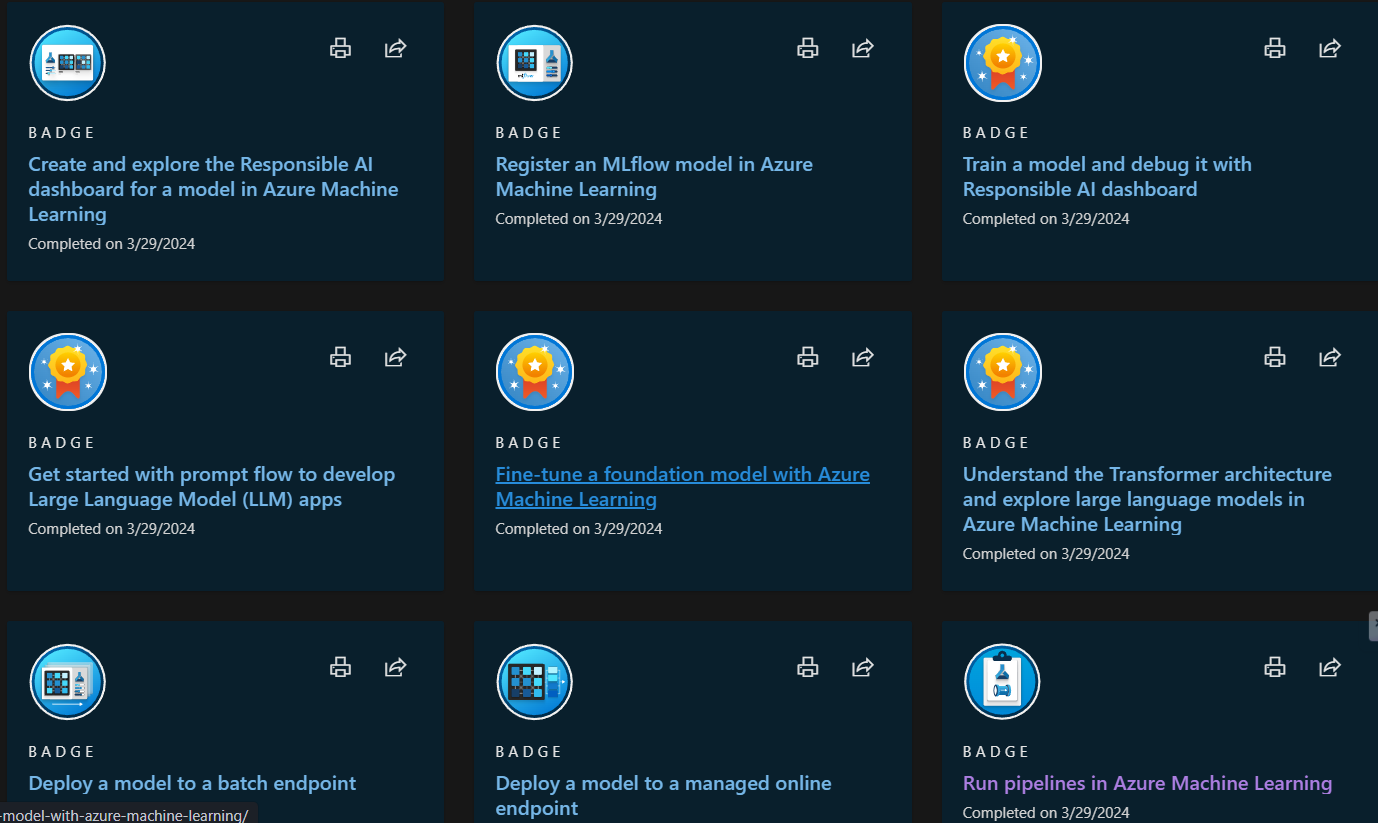 BADGE
Create and explore the Responsible AI
dashboard for a model in Azure Machine
Learning
Completed on 3/29/2024
mlflow
BADGE
Register an MLflow model in Azure
Machine Learning
Completed on 3/29/2024
BADGE
Train a model and debug it with
Responsible AI dashboard
Completed on 3/29/2024
BADGE
Get started with prompt flow to develop
Large Language Model (LLM) apps
Completed on 3/29/2024
BADGE
Fine-tune a foundation model with Azure
Machine Learning
Completed on 3/29/2024
BADGE
Understand the Transformer architecture
and explore large language models in
Azure Machine Learning
Completed on 3/29/2024
BADGE
Deploy a model to a batch endpoint
BADGE
Deploy a model to a managed online
endpoint
BADGE
Run pipelines in Azure Machine Learning
Completed on 3/29/2024
-model-with-azure-machine-learning/